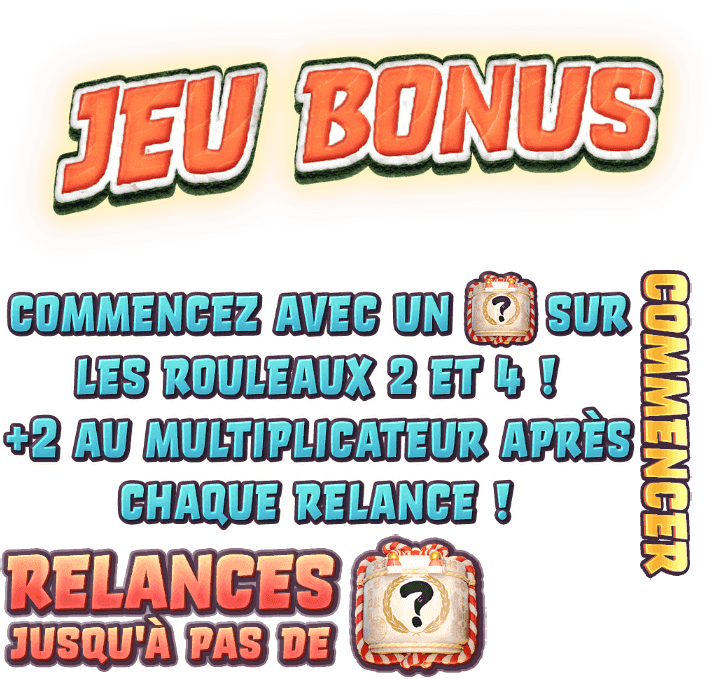 JEU BONUS
COMMENCEZ AVEC UN ? SUR
LES ROULEAUX 2 ET 4 !
+2 AU MULTIPLICATEUR APRÈS
CHAQUE RELANCE !
COMMENCER
RELANCES
JUSQU'À PAS DE ?